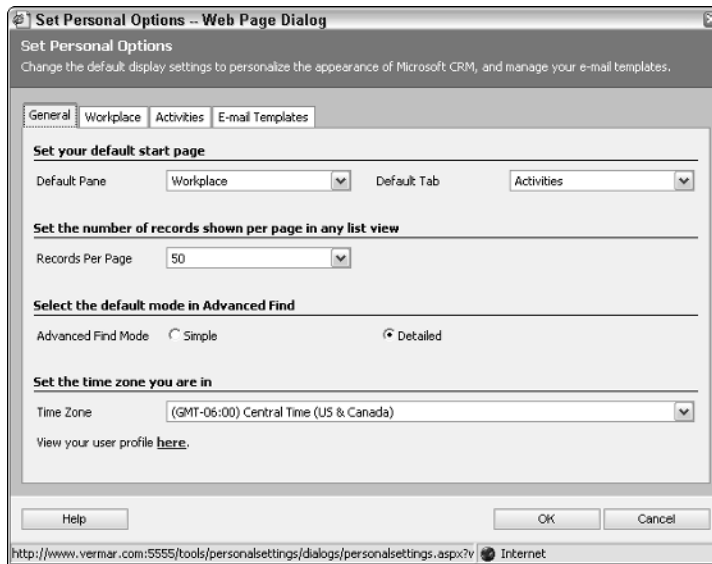 Set Personal Options -- Web Page Dialog
Set Personal Options
Change the default display settings to personalize the appearance of Microsoft CRM, and manage your e-mail templates.
General Workplace Activities E-mail Templates
Set your default start page
Default Pane Workplace Default Tab Activities
Set the number of records shown per page in any list view
Records Per Page 50
Select the default mode in Advanced Find
Advanced Find Mode Simple Detailed
Set the time zone you are in
Time Zone (GMT-06:00) Central Time (US & Canada)
View your user profile here.
Help OK Cancel
http://www.vermar.com:5555/tools/personalsettings/dialogs/personalsettings.aspx?v Internet